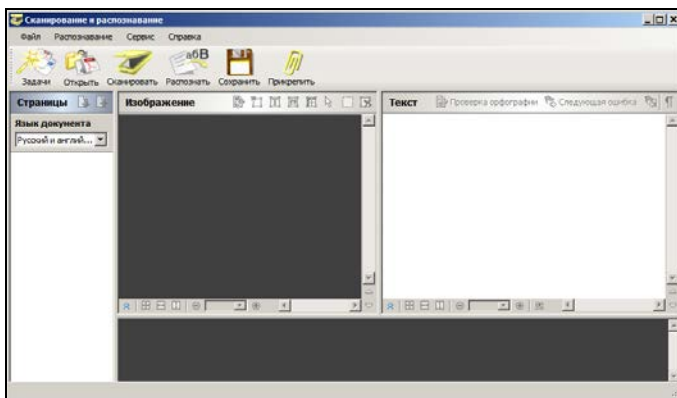 Сканирование и распознавание
Файл Распознавание Сервис Справка
абВ
Задачи Открыть Сканировать Распознать Сохранить Прикрепить
Страницы Изображение Текст Проверка орфографии Следующая ошибка
Язык документа
Русский и англий...